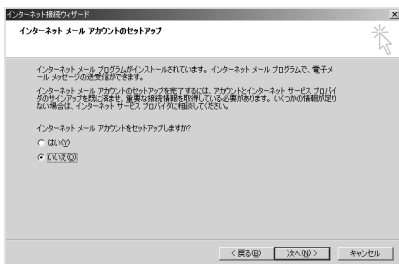 インターネット接続ウィザード
インターネット メール アカウントのセットアップ
インターネット メール プログラムがインストールされています。インターネット メール プログラムで、電子メ
ール メッセージの送受信ができます。
インターネット メール アカウントのセットアップを完了するには、アカウントとインターネット サービス プロバイ
ダのサインアップを既に済ませ、重要な接続情報を取得している必要があります。いくつかの情報が足り
ない場合は、インターネット サービス プロバイダに相談してください。
インターネット メール アカウントをセットアップしますか?
はい(Y)
いいえ(O)
< 戻る(B)
次へ(N) >
キャンセル